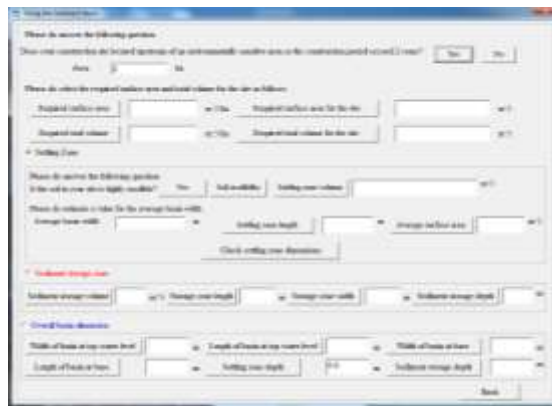 Please do answer the following question:
Does your construction site located upstream of an environmentally sensitive area or the construction period exceed 2 years? Yes No
Area ha
Please do select the required surface area and total volume for the site as follows:
Required surface area Required surface area for the site
Required total volume Required total volume for the site
Settling Zone
Please do answer the following question
If the soil in your site is highly erodible? Yes Soil erodibility Settling zone volume
Please do estimate a value for the average basin width
Average basin width m Settling zone length m Average surface area
Check settling zone dimensions
Sediment storage zone
Sediment storage volume Storage zone length m Storage zone width m Sediment storage depth m
Overall basin dimension
Width of basin at top water level m Length of basin at top water level m Width of basin at base m
Length of basin at base m Settling zone depth 0.6 m Sediment storage depth m